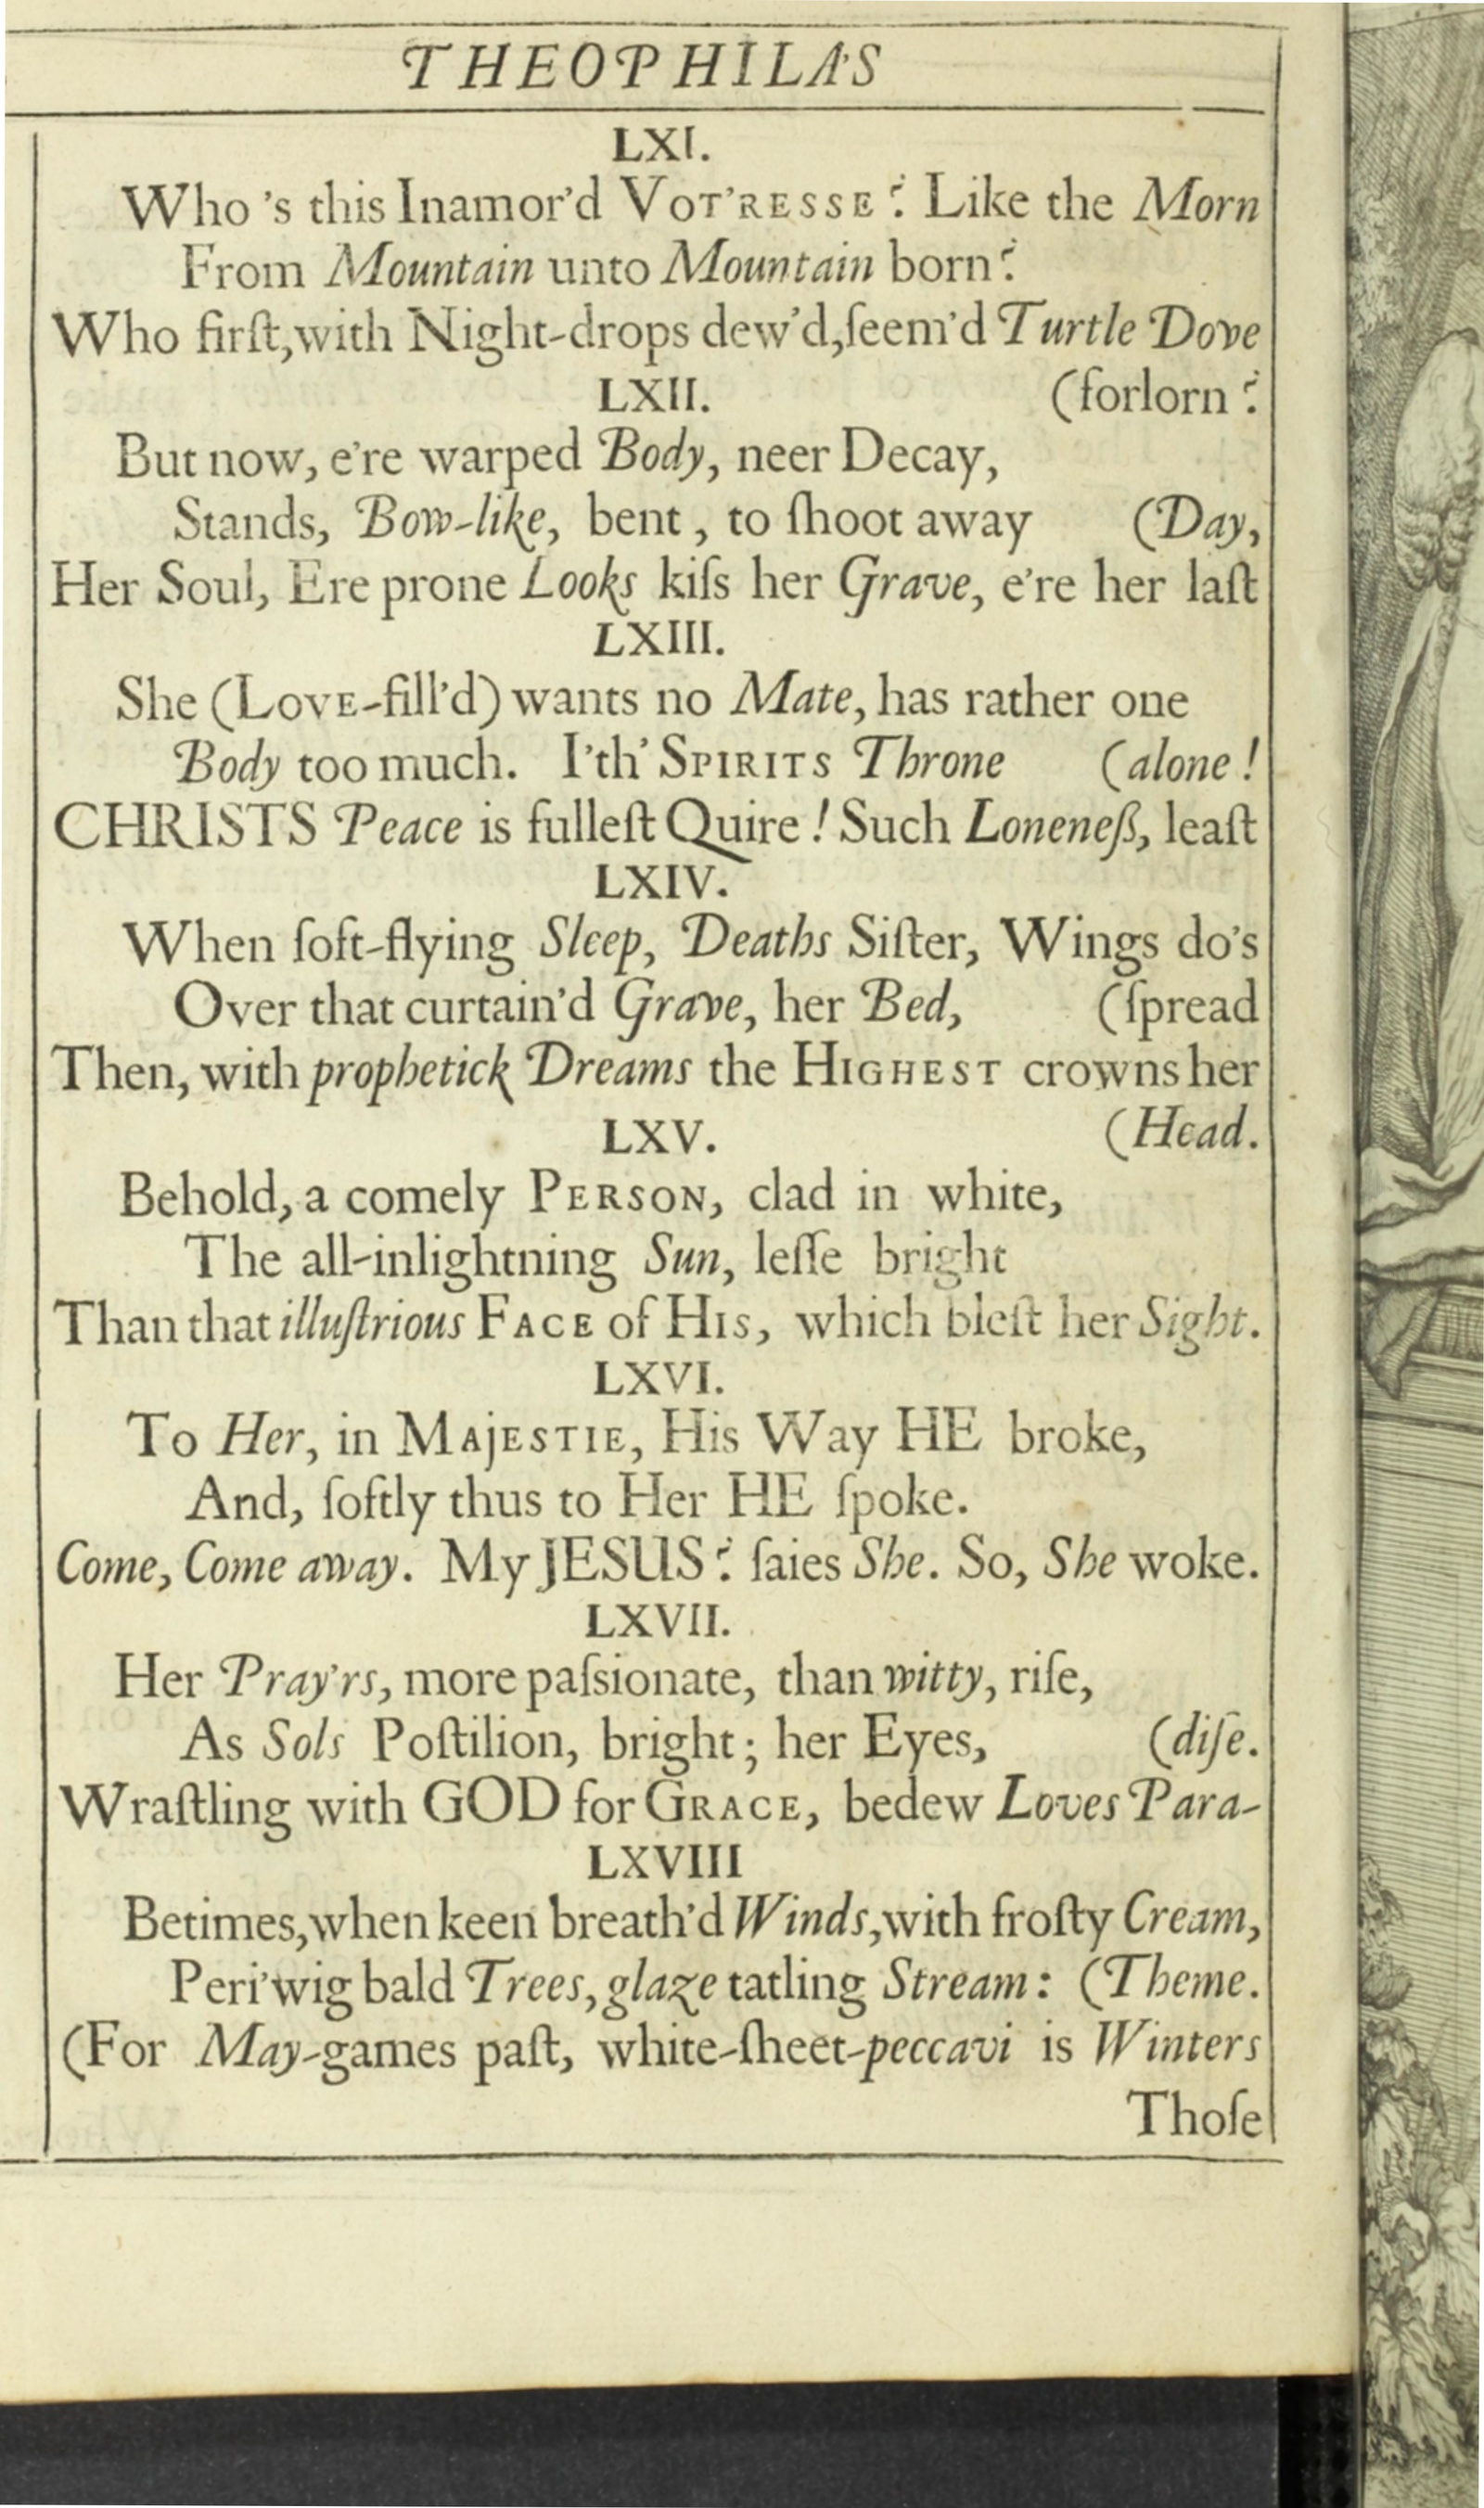 THEOPHILA'S
LXI.
Who 's this Inamor'd VOT'RESSE? Like the Morn
From Mountain unto Mountain born?
Who firſt, with Night-drops dew'd, ſeem'd Turtle Dove
LXII. (forlorn?
But now, e're warped Body, neer Decay,
Stands, Bow-like, bent, to ſhoot away (Day,
Her Soul, Ere prone Looks kiſs her Grave, e're her laſt
LXIII.
She (LOVE-fill'd) wants no Mate, has rather one
Body too much. I'th' SPIRITS Throne (alone!
CHRISTS Peace is fulleſt Quire! Such Loneneß, leaſt
LXIV.
When ſoft-flying Sleep, Deaths Siſter, Wings do's
Over that curtain'd Grave, her Bed, (ſpread
Then, with prophetick Dreams the HIGHEST crowns her
LXV. (Head.
Behold, a comely PERSON, clad in white,
The all-inlightning Sun, leſſe bright
Than that illuſtrious FACE of HIS, which bleſt her Sight.
LXVI.
To Her, in MAjESTIE, His Way HE broke,
And, ſoftly thus to Her HE ſpoke.
Come, Come away. My JESUS? ſaies She. So, She woke.
LXVII.
Her Pray'rs, more paſsionate, than witty, riſe,
As Sols Poſtilion, bright; her Eyes, (diſe.
Wraſtling with GOD for GRACE, bedew Loves Para-
LXVIII
Betimes, when keen breath'd Winds, with froſty Cream,
Peri'wig bald Trees, glaze tatling Stream: (Theme.
(For May-games paſt, white-ſheet-peccavi is Winters
Thoſe